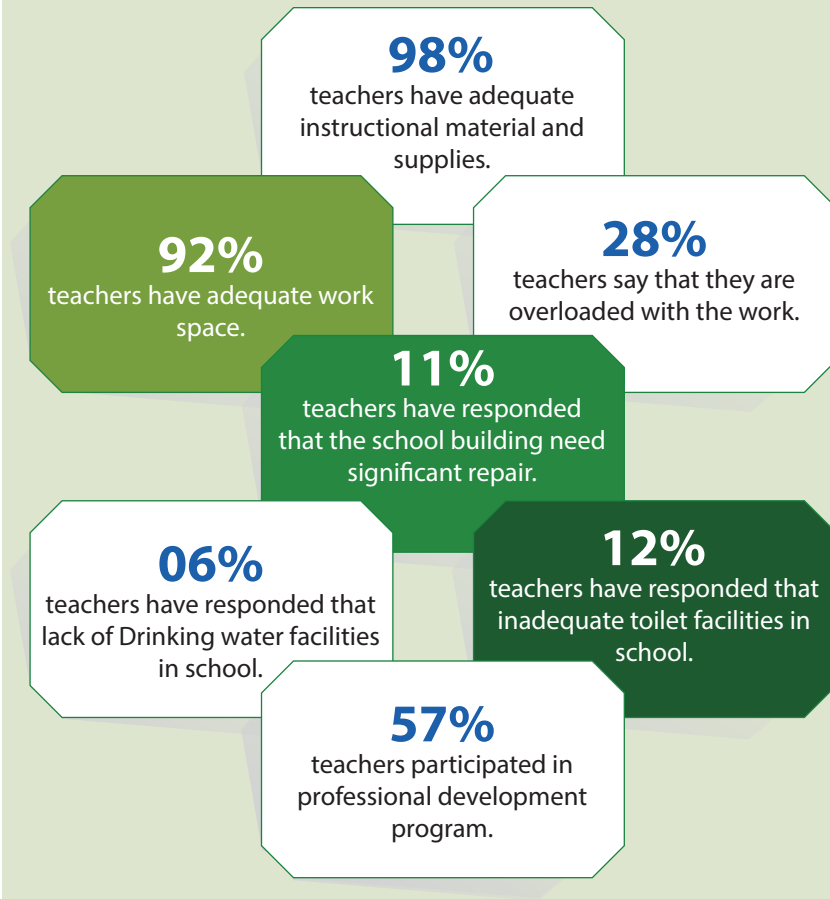 98%
teachers have adequate
instructional material and
supplies.
92%
teachers have adequate work
space.
28%
teachers say that they are
overloaded with the work.
11%
teachers have responded
that the school building need
significant repair.
06%
teachers have responded that
lack of Drinking water facilities
in school.
12%
teachers have responded that
inadequate toilet facilities in
school.
57%
teachers participated in
professional development
program.